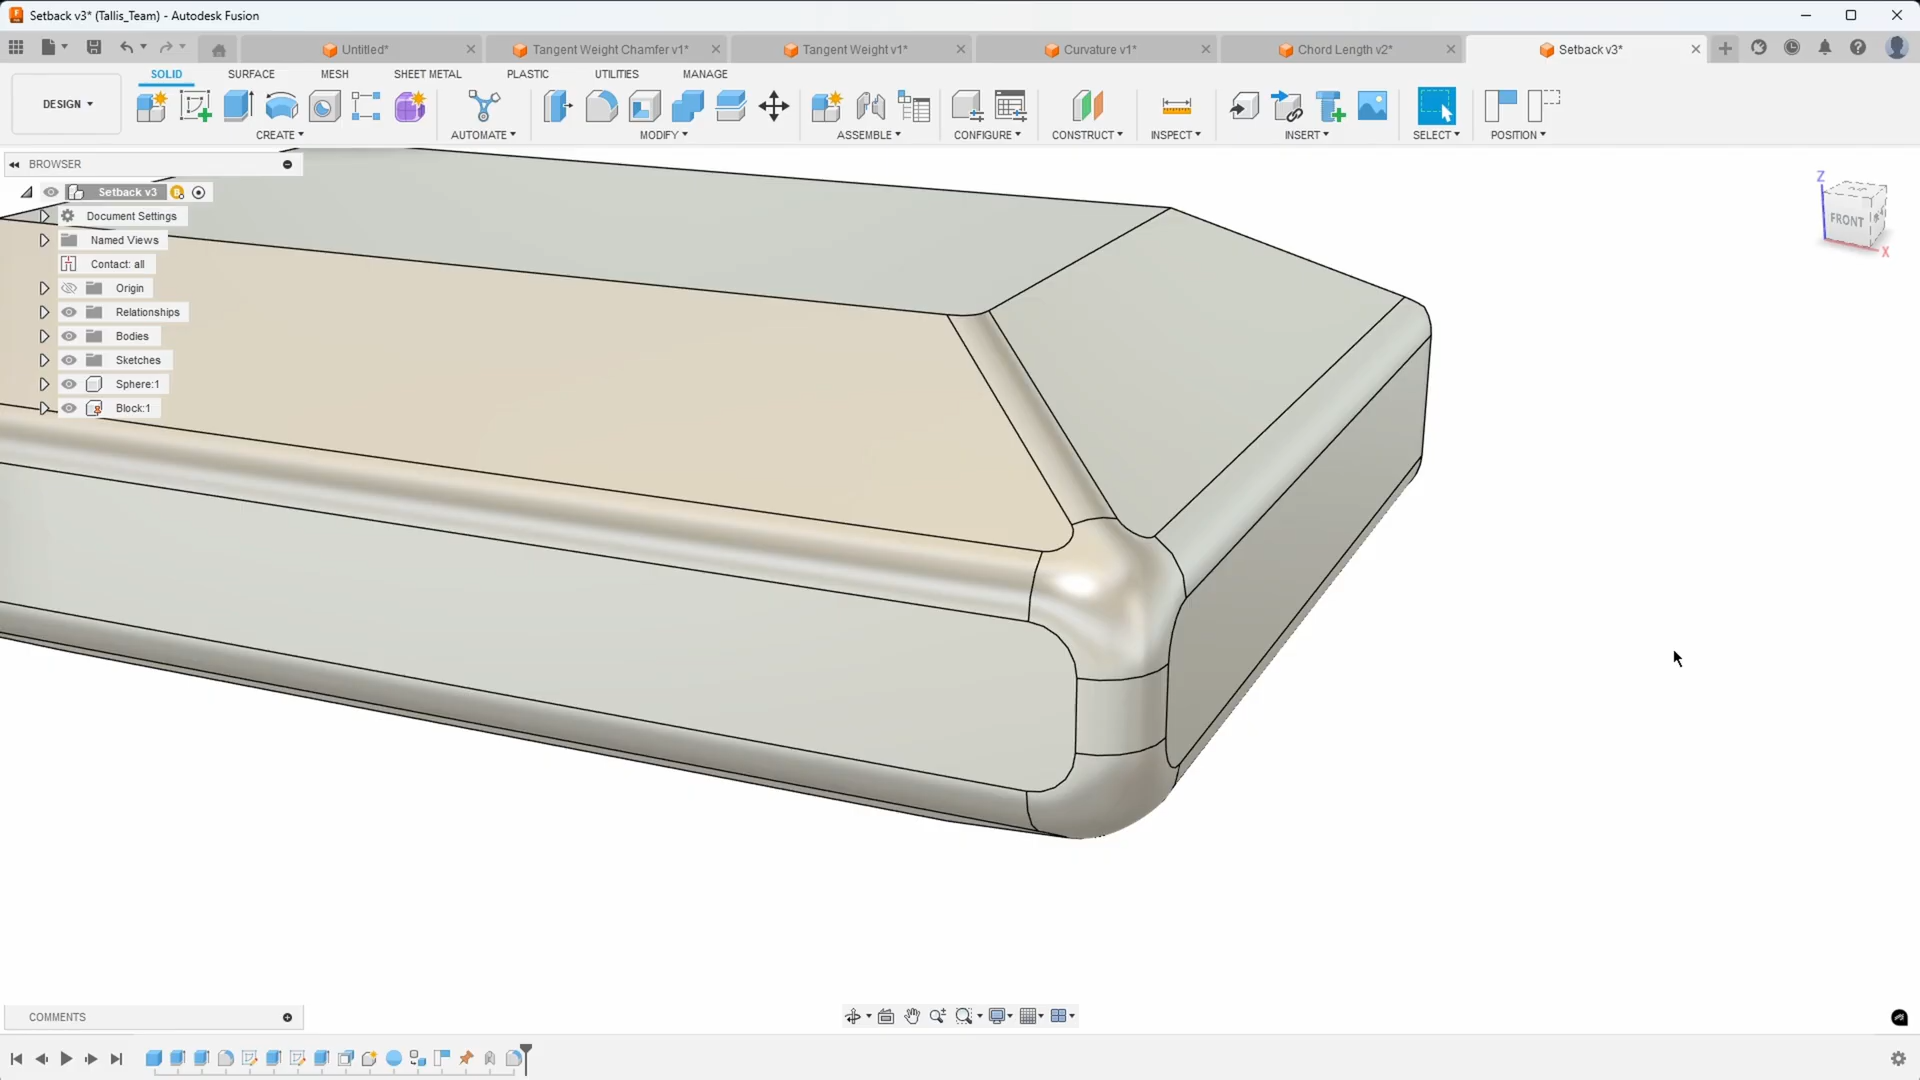 Setback v3* (Tallis_Team) - Autodesk Fusion
Untitled*
Tangent Weight Chamfer v1*
Tangent Weight v1*
Curvature v1*
Chord Length v2*
Setback v3*
DESIGN
SOLID
SURFACE
MESH
SHEET METAL
PLASTIC
UTILITIES
MANAGE
CREATE
AUTOMATE
MODIFY
ASSEMBLE
CONFIGURE
CONSTRUCT
INSPECT
INSERT
SELECT
POSITION
BROWSER
Setback v3
Document Settings
Named Views
Contact: all
Origin
Relationships
Bodies
Sketches
Sphere:1
Block:1
Z
FRONT
X
COMMENTS